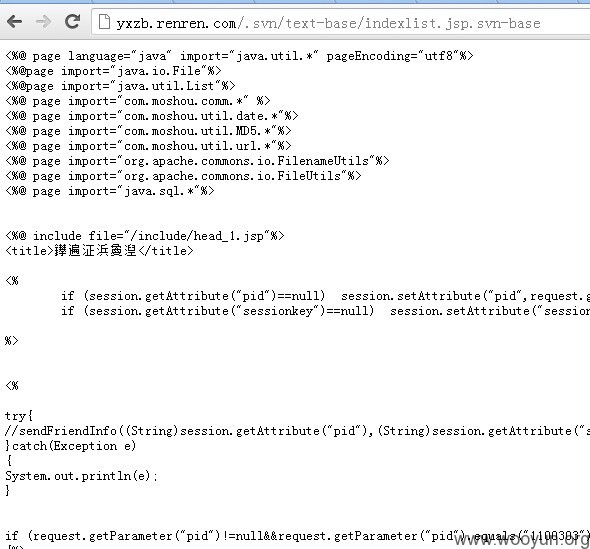 yxzb.renren.com/.svn/text-base/indexlist.jsp.svn-base
<%@ page language="java" import="java.util.*" pageEncoding="utf8"%>
<%@page import="java.io.File"%>
<%@page import="java.util.List"%>
<%@ page import="com.moshou.comm.*" %>
<%@ page import="com.moshou.util.date.*"%>
<%@ page import="com.moshou.util.MD5.*"%>
<%@ page import="com.moshou.util.url.*"%>
<%@ page import="org.apache.commons.io.FilenameUtils"%>
<%@ page import="org.apache.commons.io.FileUtils"%>
<%@ page import="java.sql.*"%>
<%@ include file="/include/head_1.jsp"%>
<title>鑻遍泟浜夐湼</title>
<%
if (session.getAttribute("pid")==null) session.setAttribute("pid",request.g
if (session.getAttribute("sessionkey")==null) session.setAttribute("session
%>
<%
try{
//sendFriendInfo((String)session.getAttribute("pid"),(String)session.getAttribute("s
}catch(Exception e)
{
System.out.println(e);
}
if (request.getParameter("pid")!=null&&request.getParameter("pid").equals("1100303")
www.wooyun.org